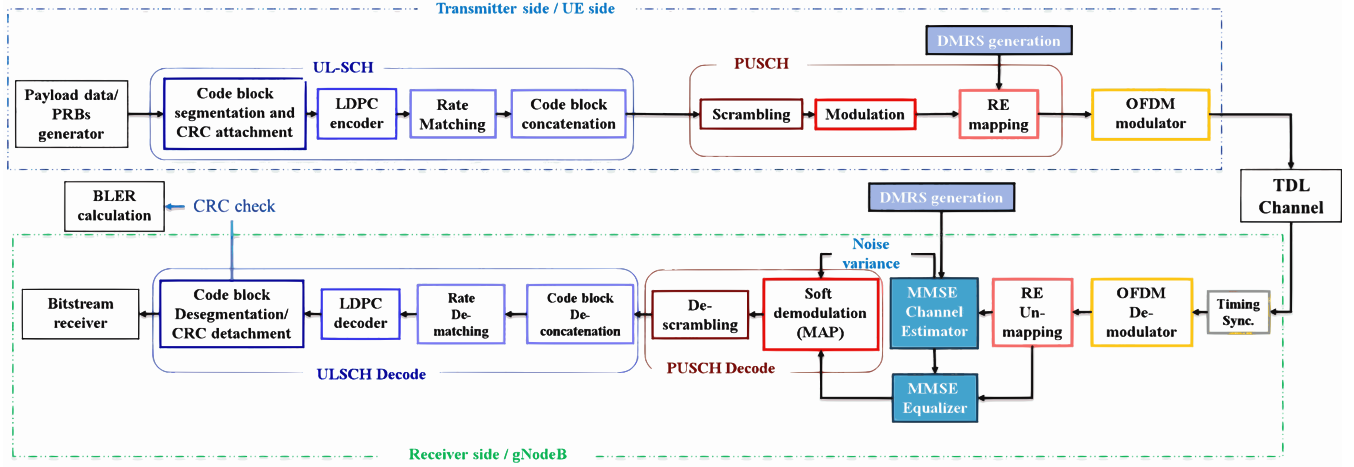 Transmitter side / UE side
DMRS generation
UL-SCH
PUSCH
Payload data/
PRBs
generator
Code block
segmentation and
CRC attachment
LDPC
encoder
Rate
Matching
Code block
concatenation
Scrambling
Modulation
RE
mapping
OFDM
modulator
TDL
Channel
BLER
calculation
CRC check
DMRS generation
Noise
variance
Bitstream
receiver
Code block
Desegmentation/
CRC detachment
LDPC
decoder
Rate
De-
matching
Code block
De-
concatenation
De-
scrambling
Soft
demodulation
(MAP)
MMSE
Channel
Estimator
RE
Un-
mapping
OFDM
De-
modulator
Timing
Sync.
ULSCH Decode
PUSCH Decode
MMSE
Equalizer
Receiver side / gNodeB